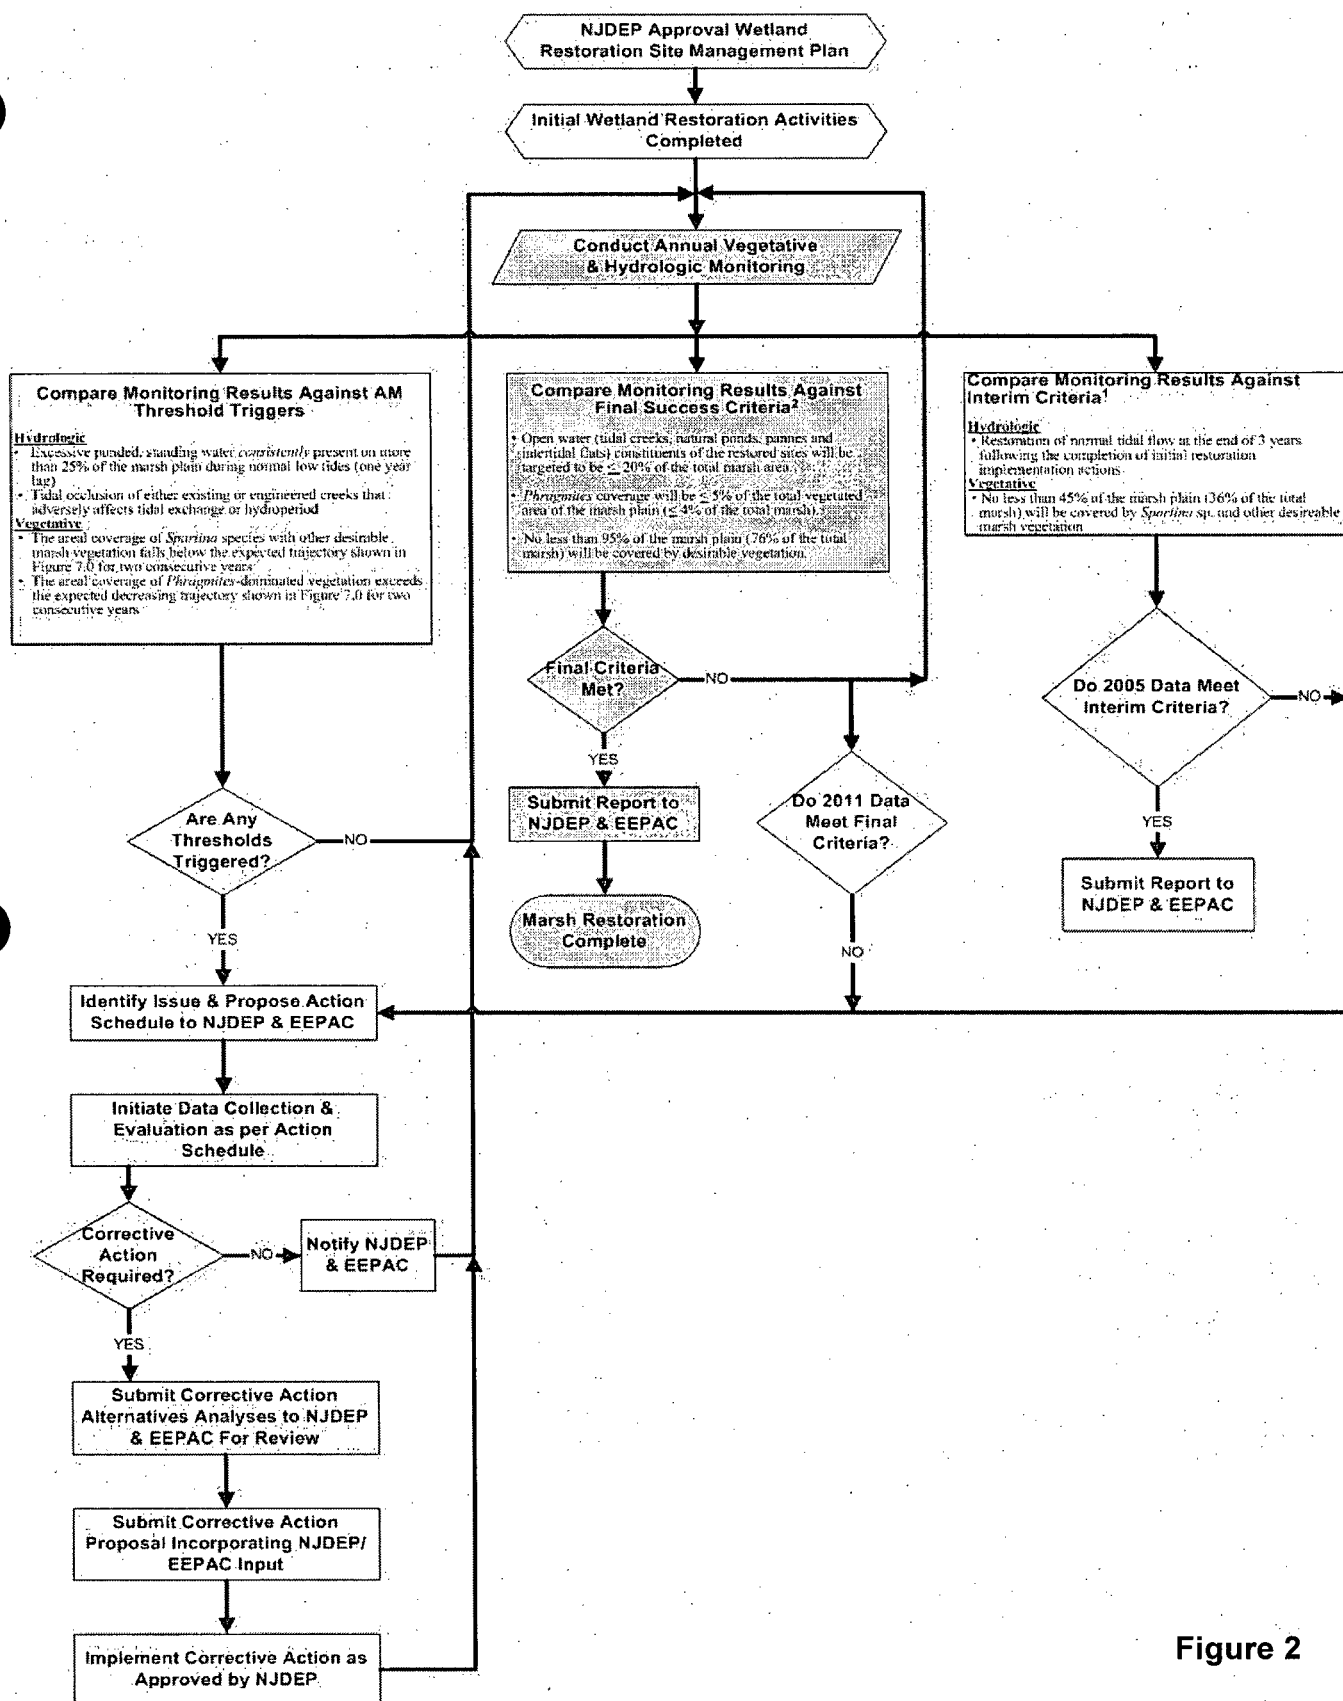 NJDEP Approval Wetland
Restoration Site Management Plan
Initial Wetland Restoration Activities
Completed
Conduct Annual Vegetative
& Hydrologic Monitoring
Compare Monitoring Results Against AM
Threshold Triggers
Hydrologic
• Excessive ponded, standing water consistently present on more
than 25% of the marsh plain during normal low tides (one year
lag)
• Tidal occlusion of either existing or engineered creeks that
adversely affects tidal exchange or hydroperiod
Vegetative
• The areal coverage of Spartina species with other desirable
marsh vegetation falls below the expected trajectory shown in
Figure 7.0 for two consecutive years
• The areal coverage of Phragmites-dominated vegetation exceeds
the expected decreasing trajectory shown in Figure 7.0 for two
consecutive years
Compare Monitoring Results Against
Final Success Criteria²
• Open water (tidal creeks, natural ponds, pannes and
intertidal flats) constituents of the restored sites will be
targeted to be ≤ 20% of the total marsh area.
• Phragmites coverage will be ≤ 5% of the total vegetated
area of the marsh plain (≤ 4% of the total marsh).
• No less than 95% of the marsh plain (76% of the total
marsh) will be covered by desirable vegetation.
Compare Monitoring Results Against
Interim Criteria¹
Hydrologic
• Restoration of normal tidal flow at the end of 3 years
following the completion of initial restoration
implementation actions
Vegetative
• No less than 45% of the marsh plain (36% of the total
marsh) will be covered by Spartina sp. and other desireable
marsh vegetation
Final Criteria
Met?
NO
YES
Submit Report to
NJDEP & EEPAC
Marsh Restoration
Complete
Do 2011 Data
Meet Final
Criteria?
NO
Do 2005 Data Meet
Interim Criteria?
NO
YES
Submit Report to
NJDEP & EEPAC
Are Any
Thresholds
Triggered?
NO
YES
Identify Issue & Propose Action
Schedule to NJDEP & EEPAC
Initiate Data Collection &
Evaluation as per Action
Schedule
Corrective
Action
Required?
NO
Notify NJDEP
& EEPAC
YES
Submit Corrective Action
Alternatives Analyses to NJDEP
& EEPAC For Review
Submit Corrective Action
Proposal Incorporating NJDEP/
EEPAC Input
Implement Corrective Action as
Approved by NJDEP
Figure 2